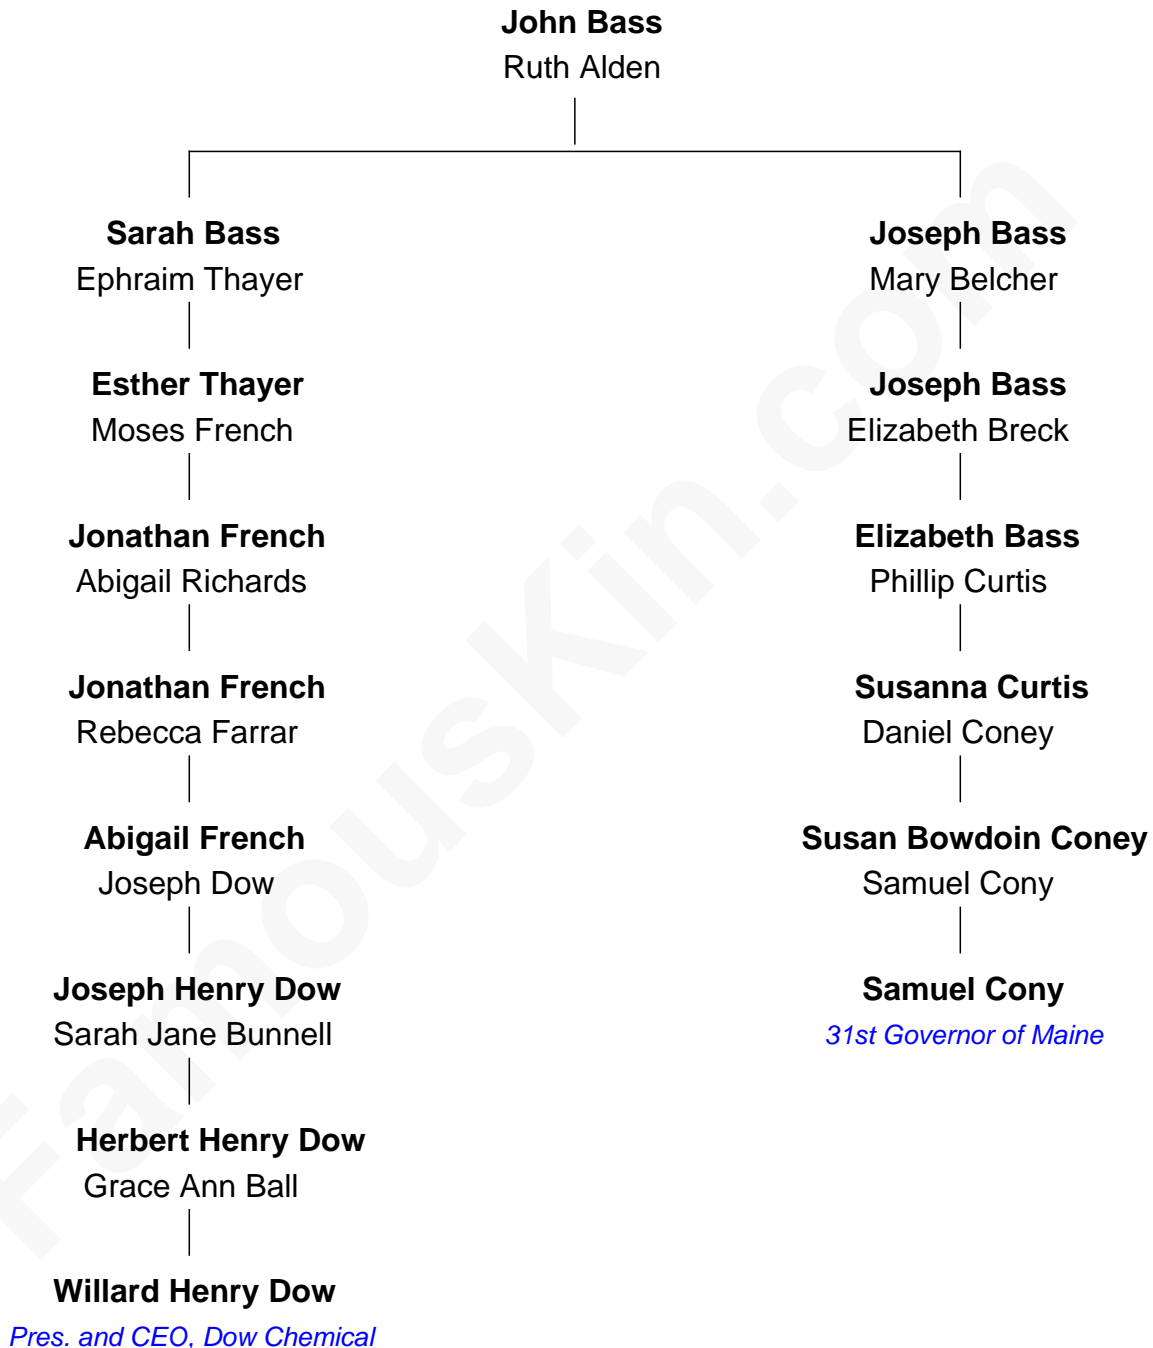 John Bass
Ruth Alden
Sarah Bass
Ephraim Thayer
Joseph Bass
Mary Belcher
Esther Thayer
Moses French
Joseph Bass
Elizabeth Breck
Jonathan French
Abigail Richards
Elizabeth Bass
Phillip Curtis
Jonathan French
Rebecca Farrar
Susanna Curtis
Daniel Coney
Abigail French
Joseph Dow
Susan Bowdoin Coney
Samuel Cony
Joseph Henry Dow
Sarah Jane Bunnell
Samuel Cony
31st Governor of Maine
Herbert Henry Dow
Grace Ann Ball
Willard Henry Dow
Pres. and CEO, Dow Chemical
FamousKin.com